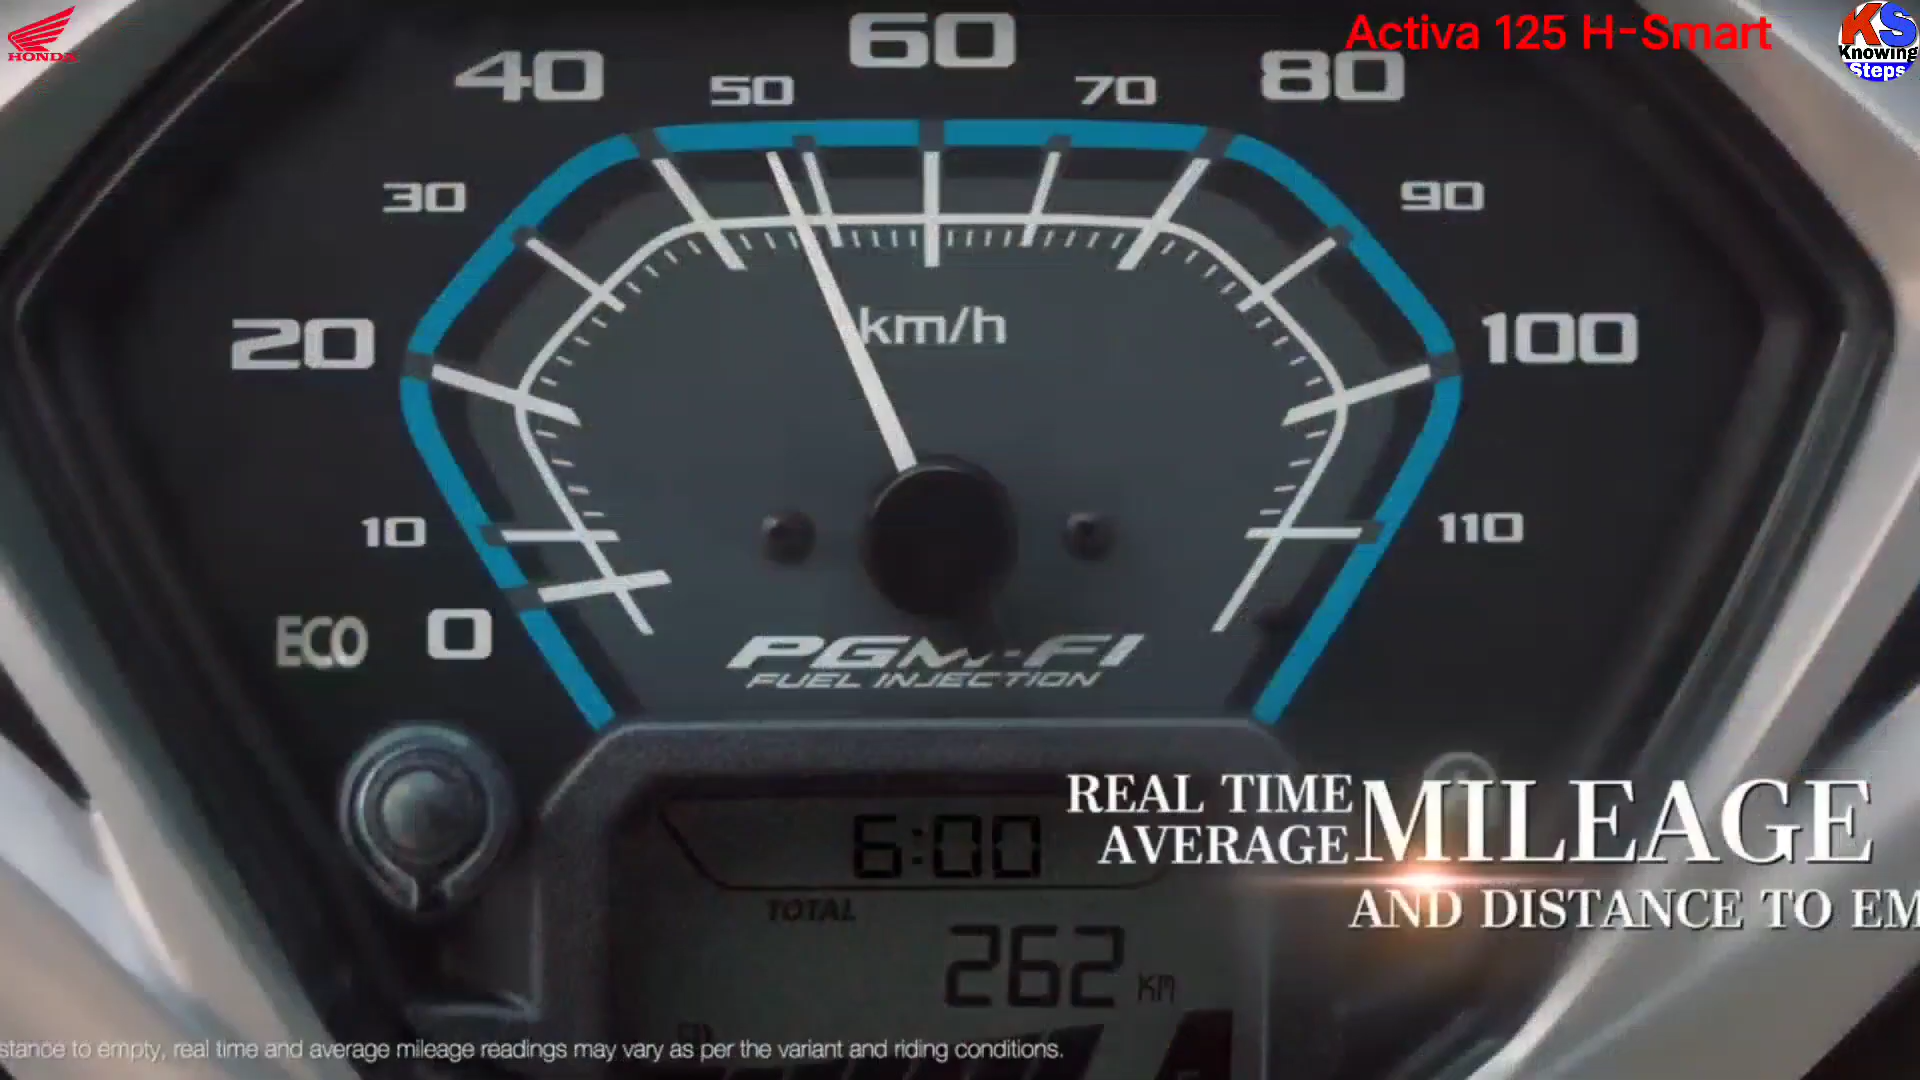 HONDA
Activa 125 H-Smart
KS
Knowing
Steps
60
40
80
50
70
30
90
20
100
km/h
10
110
ECO 0
PGM-FI
FUEL INJECTION
REAL TIME
AVERAGE
MILEAGE
AND DISTANCE TO EM
6:00
TOTAL
262 KM
stance to empty, real time and average mileage readings may vary as per the variant and riding conditions.